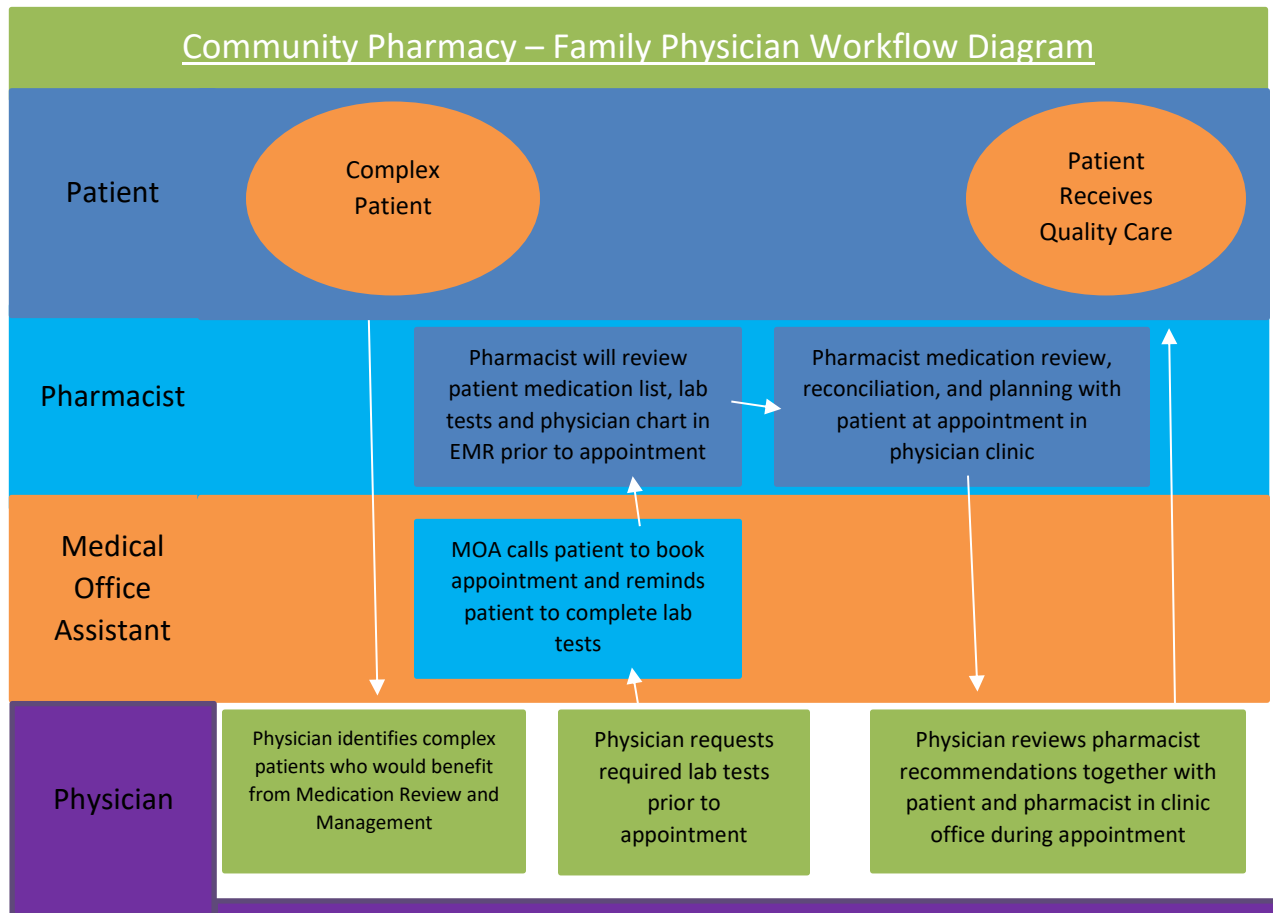 Community Pharmacy – Family Physician Workflow Diagram
Patient
Complex
Patient
Patient
Receives
Quality Care
Pharmacist
Pharmacist will review
patient medication list, lab
tests and physician chart in
EMR prior to appointment
Pharmacist medication review,
reconciliation, and planning with
patient at appointment in
physician clinic
Medical
Office
Assistant
MOA calls patient to book
appointment and reminds
patient to complete lab
tests
Physician
Physician identifies complex
patients who would benefit
from Medication Review and
Management
Physician requests
required lab tests
prior to
appointment
Physician reviews pharmacist
recommendations together with
patient and pharmacist in clinic
office during appointment